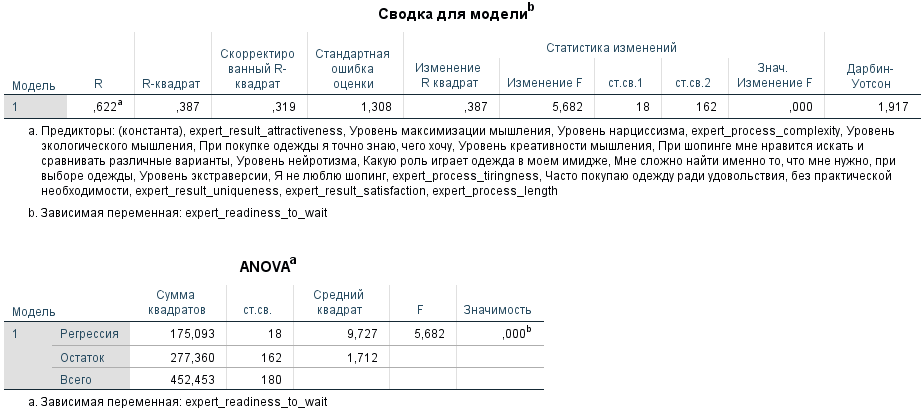 Сводка для модели^b
Статистика изменений
Модель R R-квадрат Скорректированный R-квадрат Стандартная ошибка оценки Изменение R квадрат Изменение F ст.св.1 ст.св.2 Знач. Изменение F Дарбин-Уотсон
1 ,622^a ,387 ,319 1,308 ,387 5,682 18 162 ,000 1,917
a. Предикторы: (константа), expert_result_attractiveness, Уровень максимизации мышления, Уровень нарциссизма, expert_process_complexity, Уровень
экологического мышления, При покупке одежды я точно знаю, чего хочу, Уровень креативности мышления, При шопинге мне нравится искать и
сравнивать различные варианты, Уровень нейротизма, Какую роль играет одежда в моем имидже, Мне сложно найти именно то, что мне нужно, при
выборе одежды, Уровень экстраверсии, Я не люблю шопинг, expert_process_tiringness, Часто покупаю одежду ради удовольствия, без практической
необходимости, expert_result_uniqueness, expert_result_satisfaction, expert_process_length
b. Зависимая переменная: expert_readiness_to_wait
ANOVA^a
Модель Сумма квадратов ст.св. Средний квадрат F Значимость
1 Регрессия 175,093 18 9,727 5,682 ,000^b
Остаток 277,360 162 1,712
Всего 452,453 180
a. Зависимая переменная: expert_readiness_to_wait